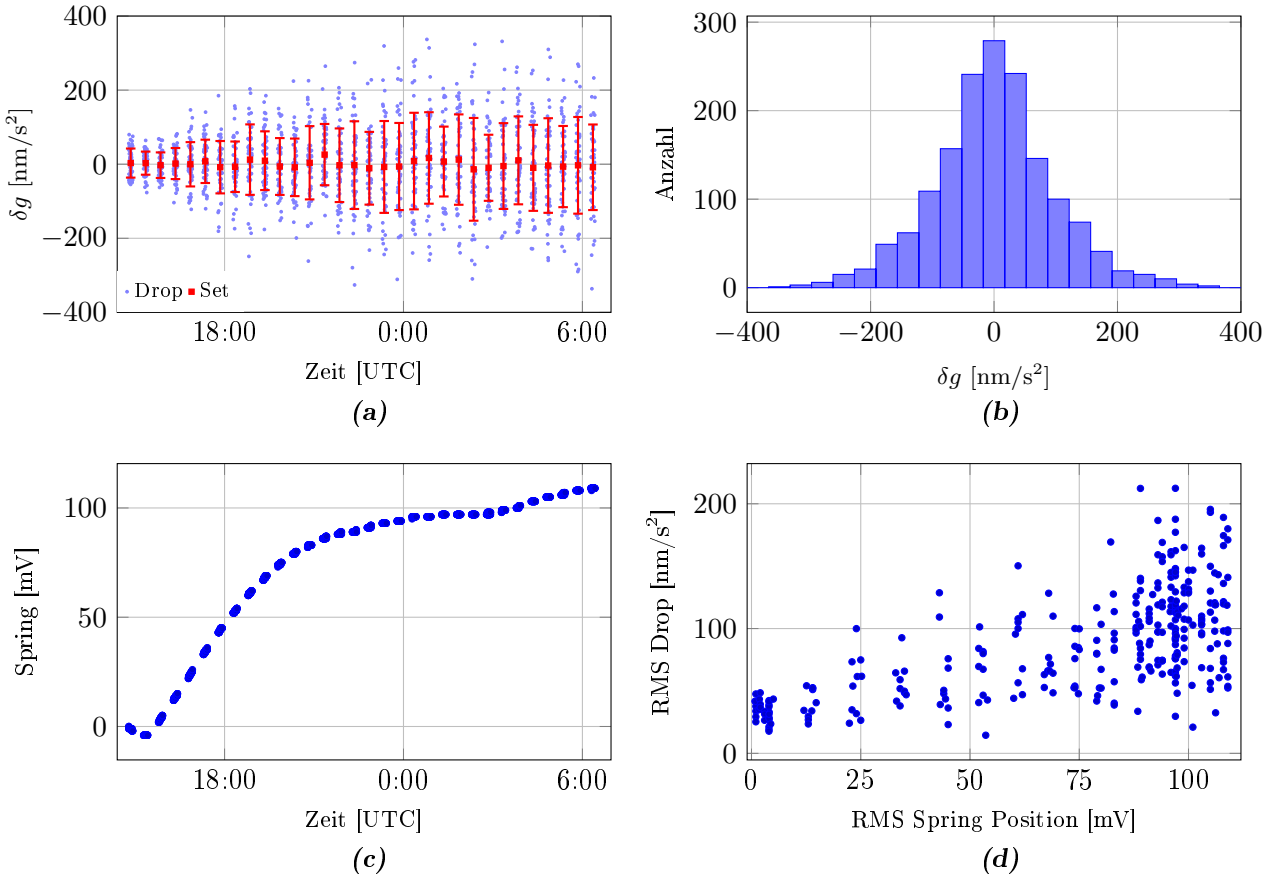 400
200
0
−200
−400
δg [nm/s²]
Drop Set
18:00 0:00 6:00
Zeit [UTC]
(a)
300
200
100
0
Anzahl
−400 −200 0 200 400
δg [nm/s²]
(b)
100
50
0
Spring [mV]
18:00 0:00 6:00
Zeit [UTC]
(c)
200
100
0
RMS Drop [nm/s²]
0 25 50 75 100
RMS Spring Position [mV]
(d)